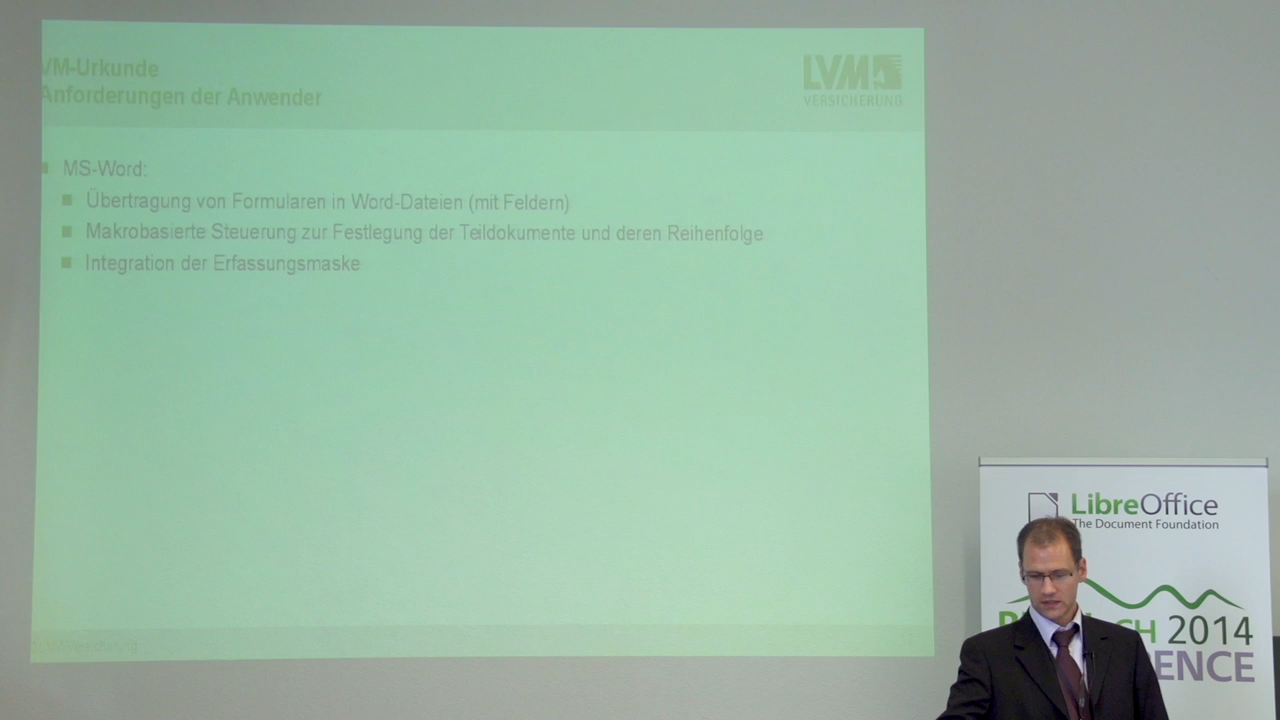 VM-Urkunde
Anforderungen der Anwender
LVM
VERSICHERUNG
MS-Word:
Übertragung von Formularen in Word-Dateien (mit Feldern)
Makrobasierte Steuerung zur Festlegung der Teildokumente und deren Reihenfolge
Integration der Erfassungsmaske
LibreOffice
The Document Foundation
2014
ENCE